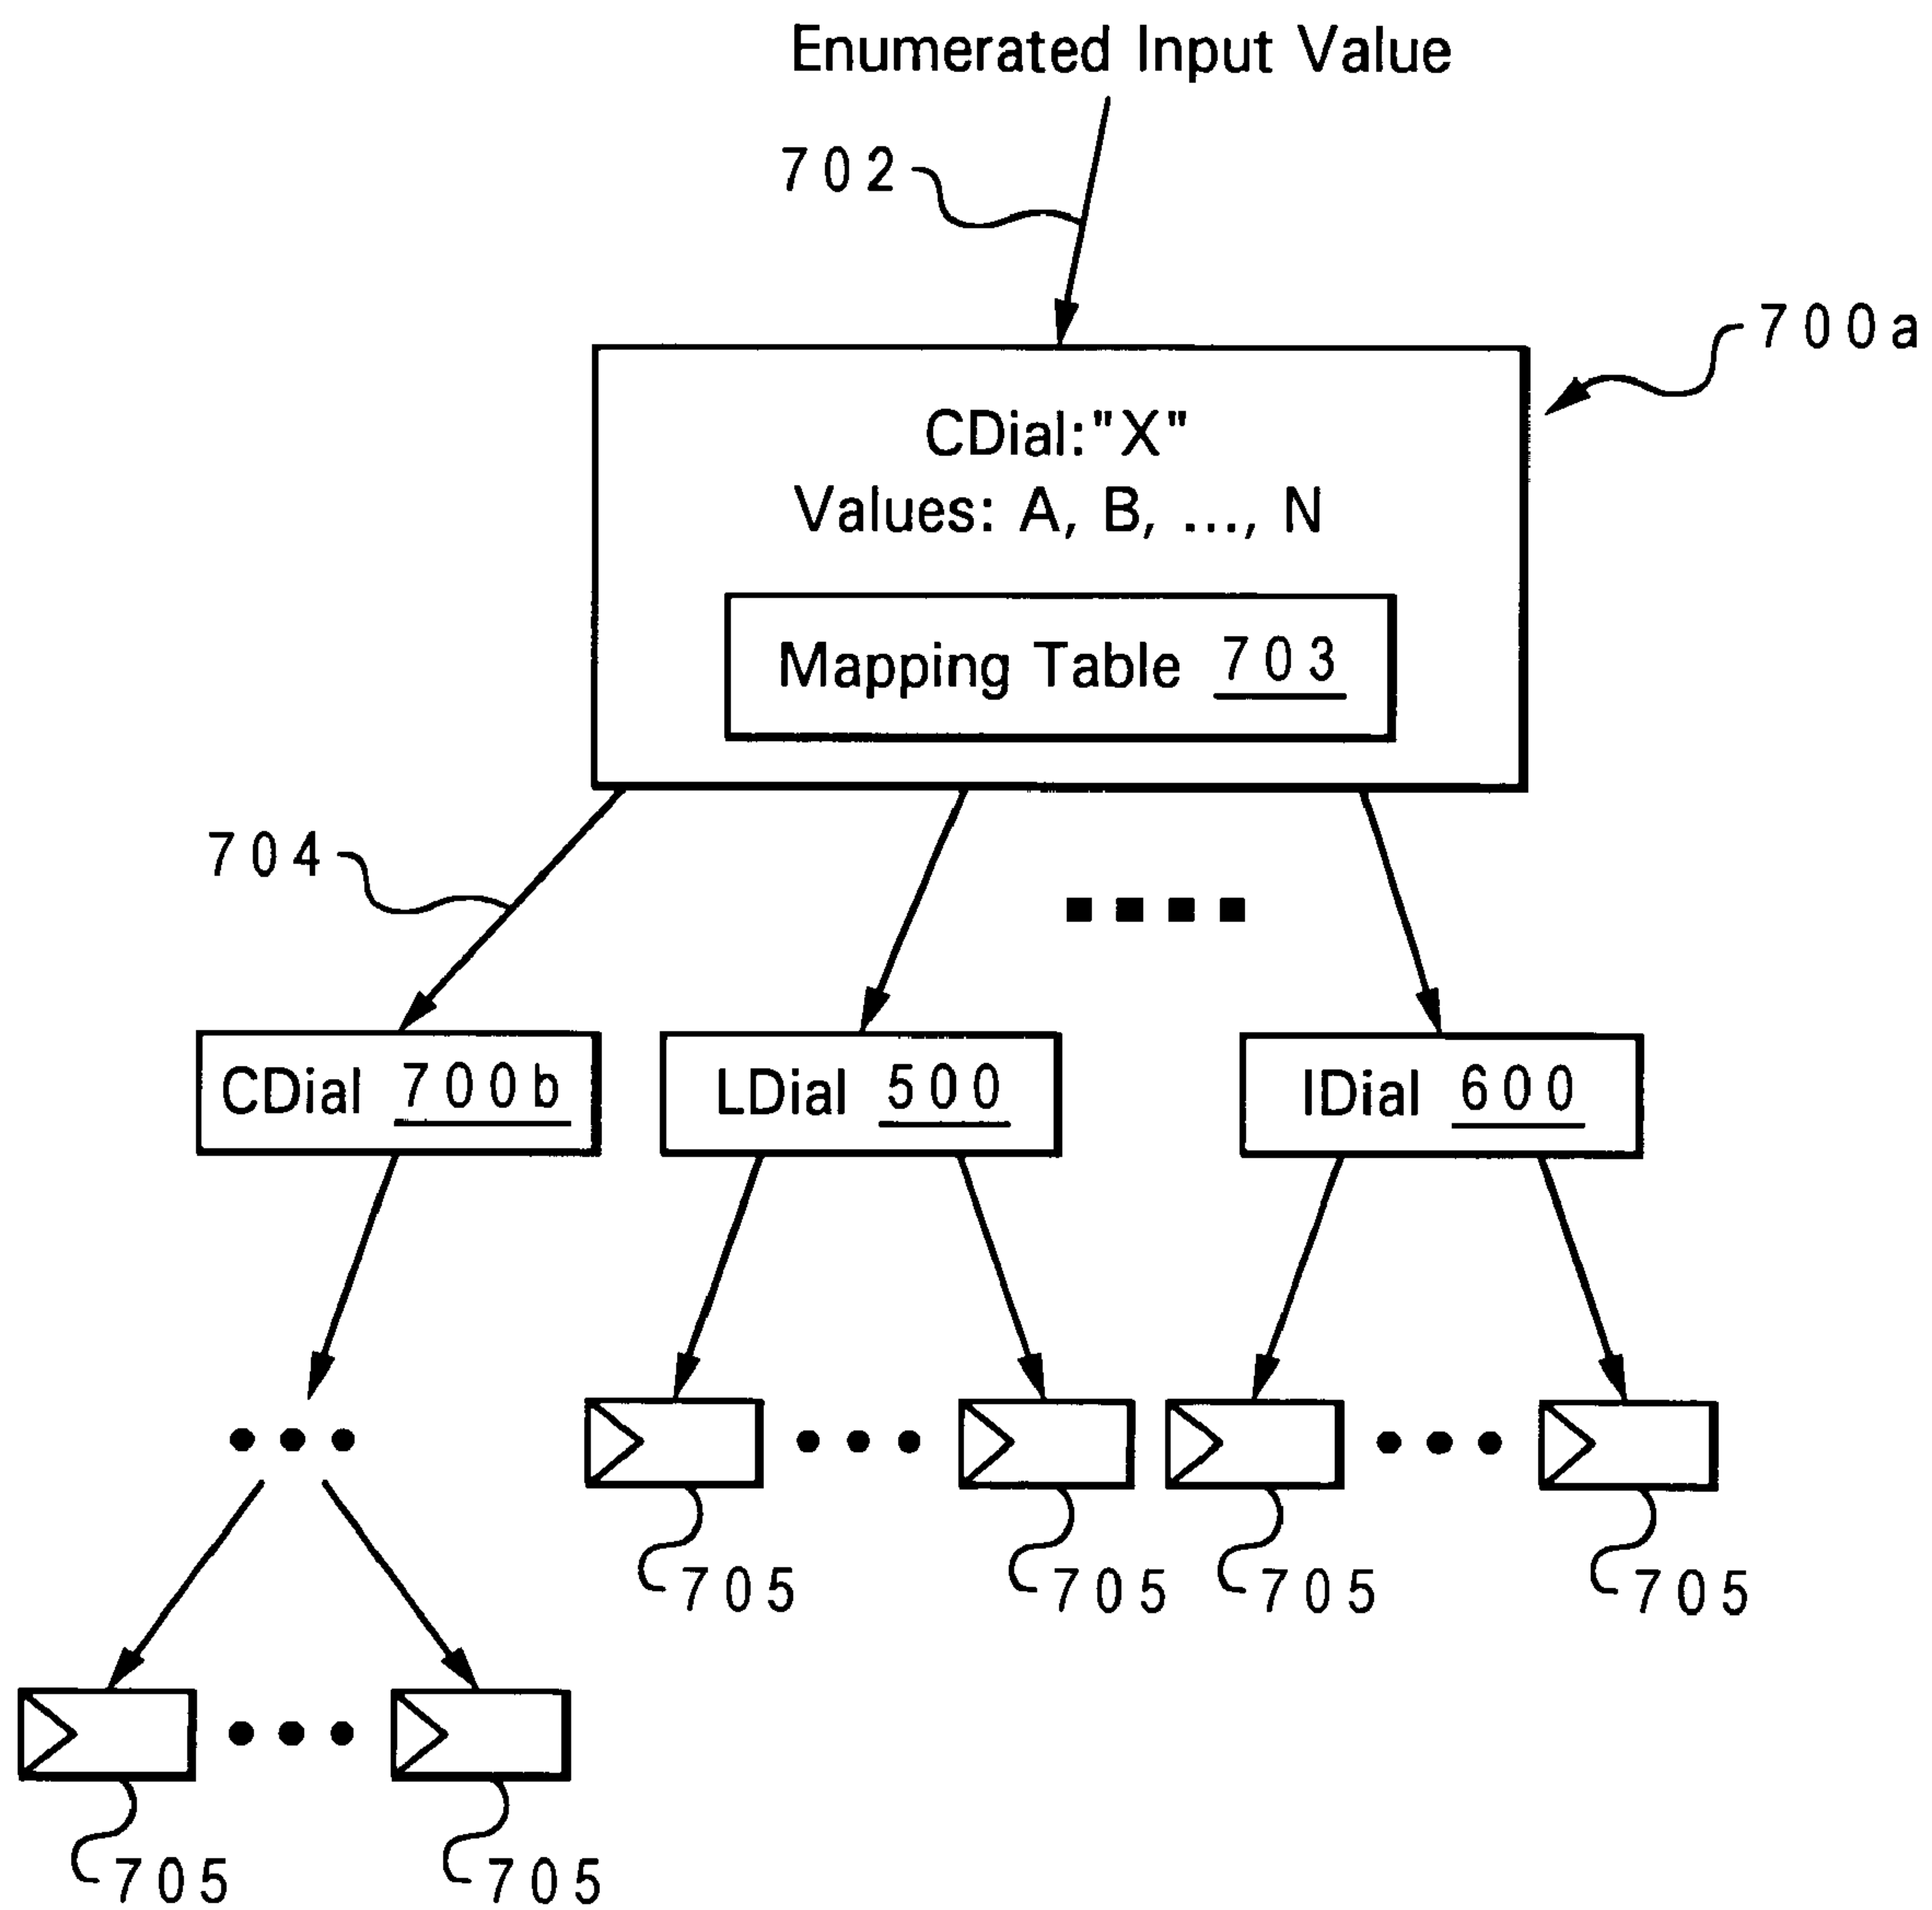 Enumerated Input Value
702
700a
CDial:"X"
Values: A, B, ..., N
Mapping Table 703
704
CDial 700b
LDial 500
IDial 600
705
705
705
705
705
705